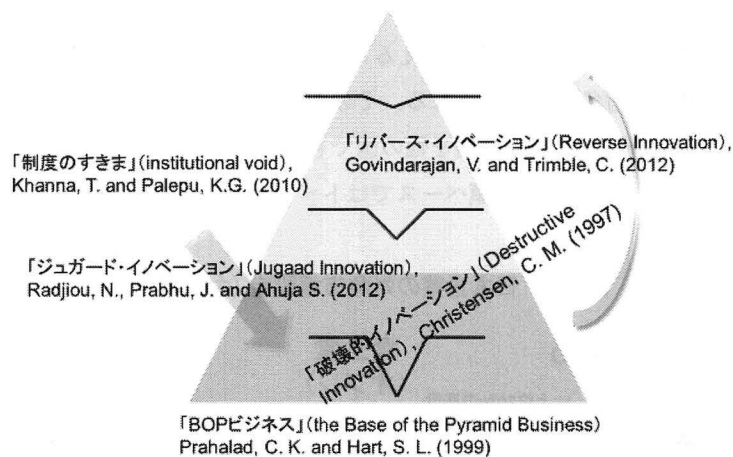 「リバース・イノベーション」(Reverse Innovation),
Govindarajan, V. and Trimble, C. (2012)
「制度のすきま」(institutional void),
Khanna, T. and Palepu, K.G. (2010)
「ジュガード・イノベーション」(Jugaad Innovation),
Radjiou, N., Prabhu, J. and Ahuja S. (2012)
「破壊的イノベーション」(Destructive
Innovation), Christensen, C. M. (1997)
「BOPビジネス」(the Base of the Pyramid Business)
Prahalad, C. K. and Hart, S. L. (1999)